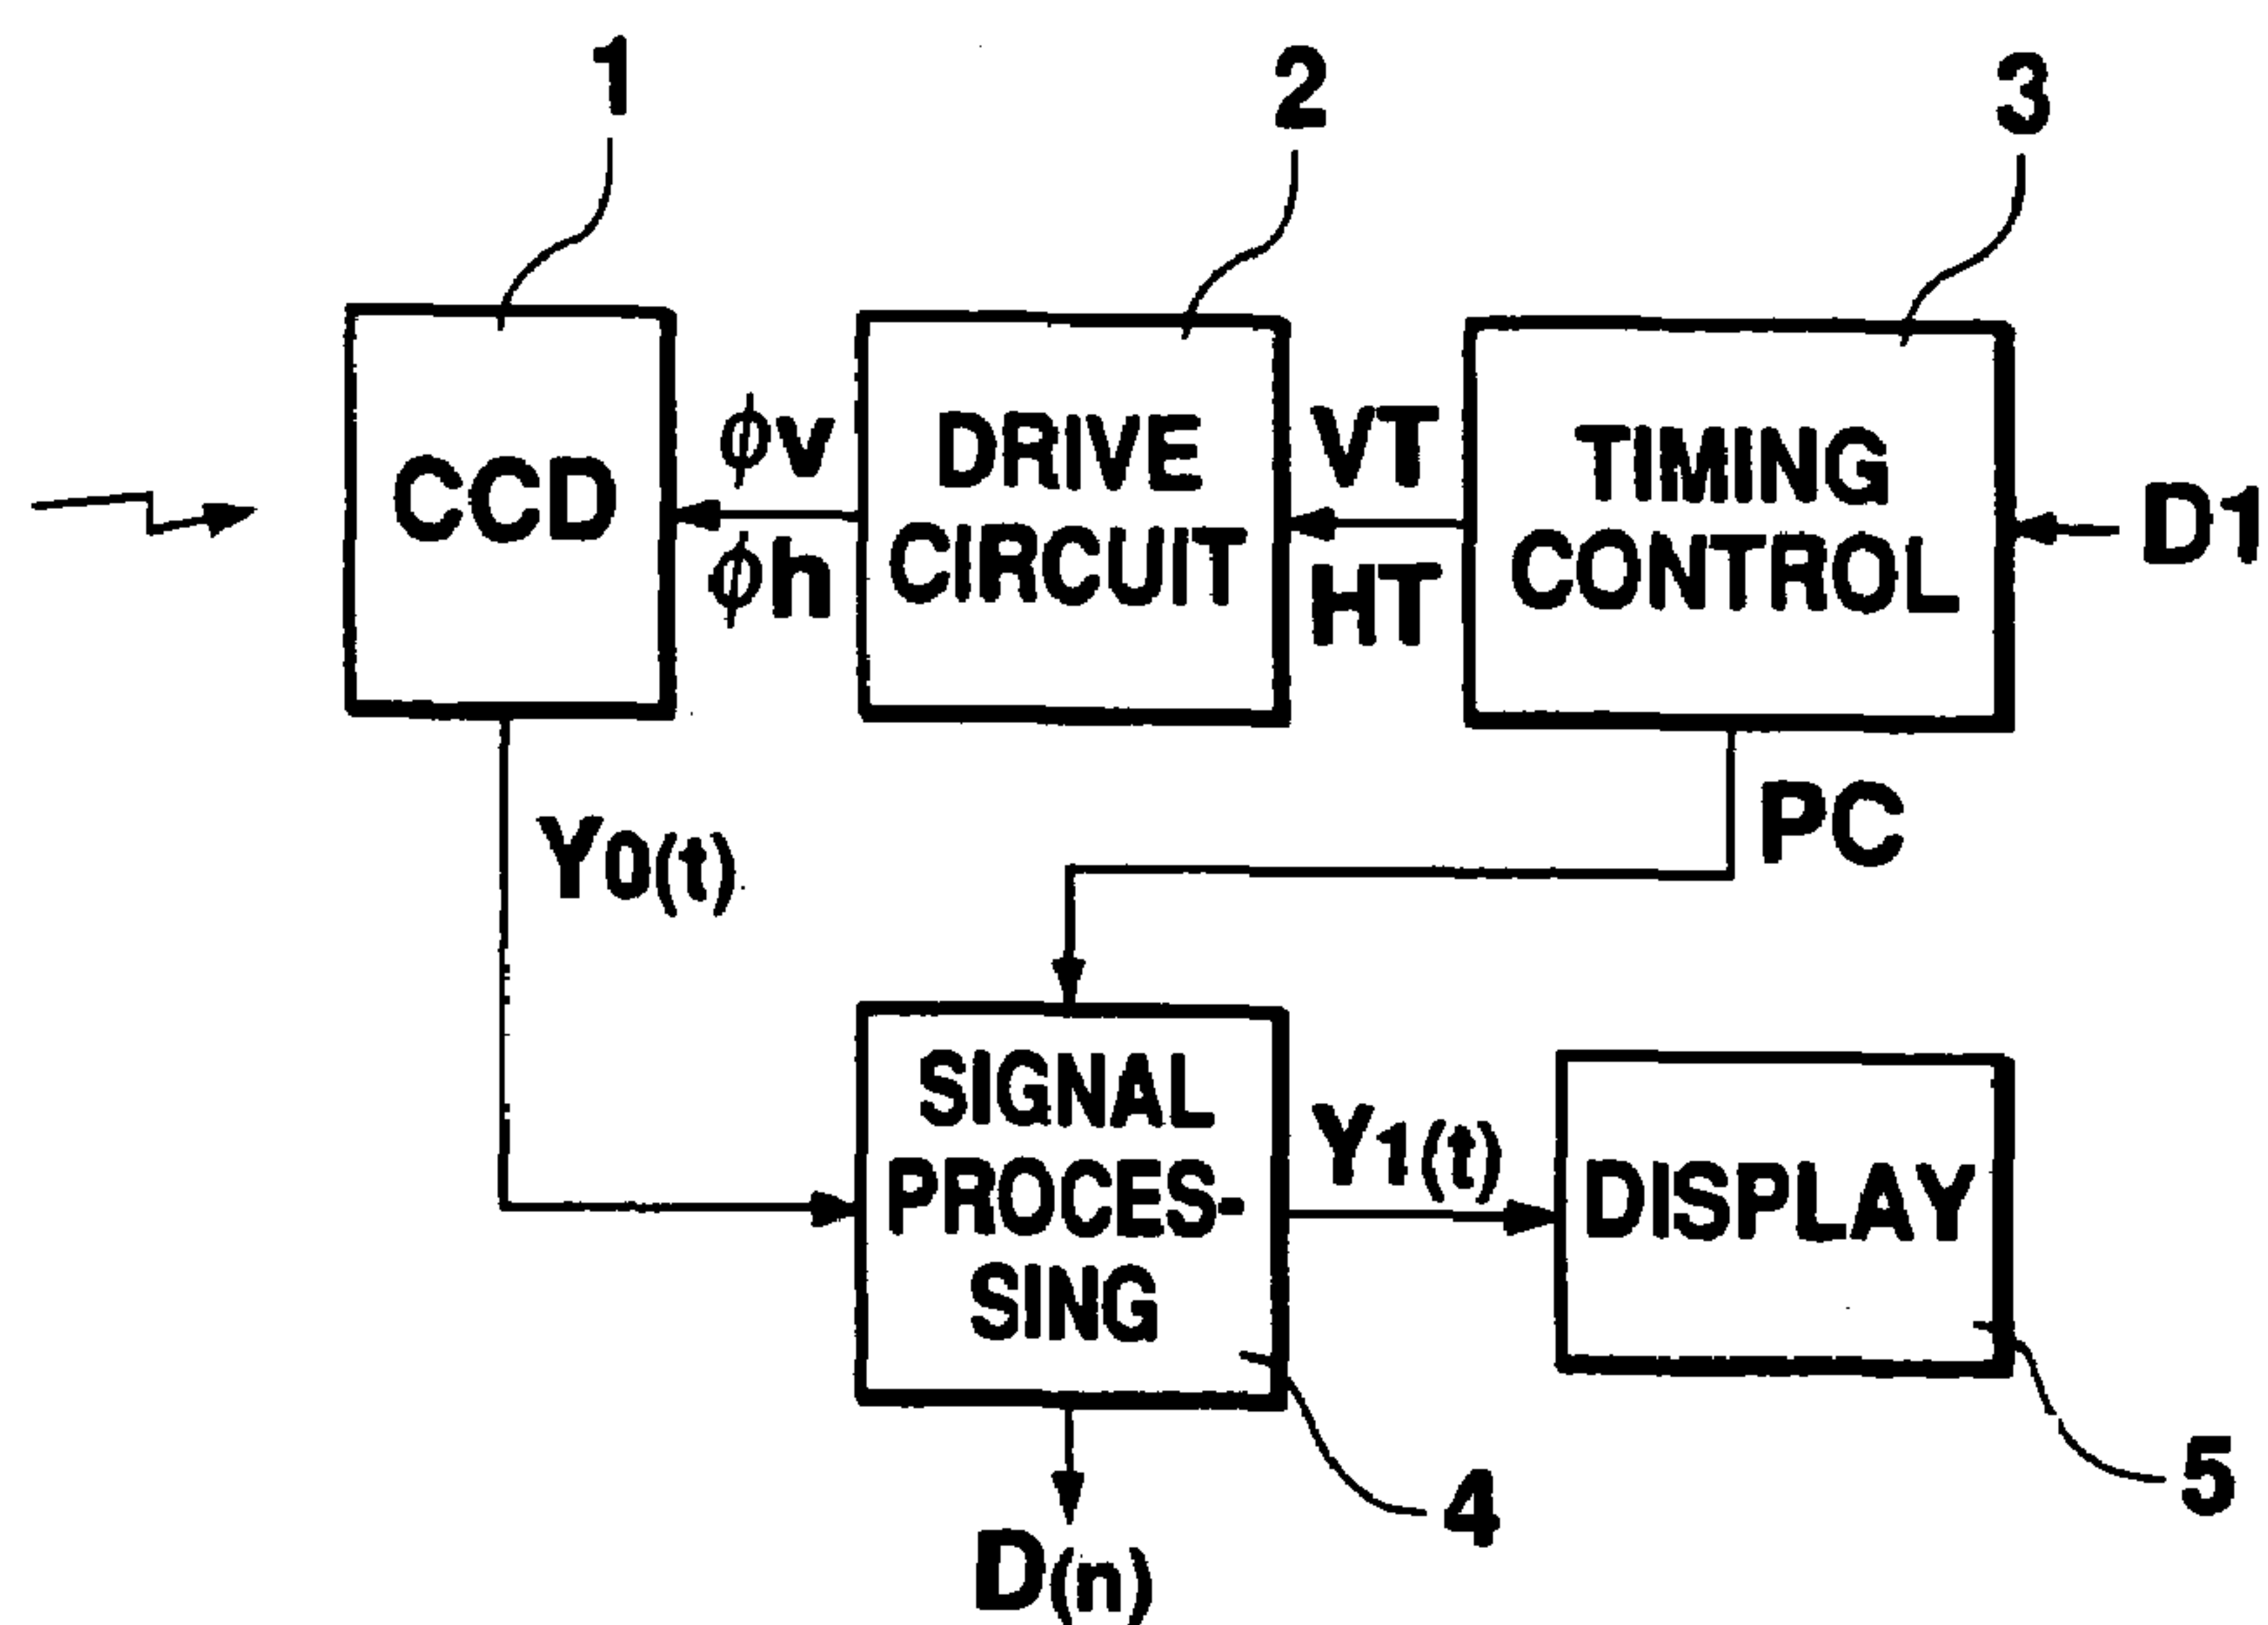 1
2
3
CCD
ϕv
ϕh
DRIVE
CIRCUIT
VT
HT
TIMING
CONTROL
D1
Y0(t)
PC
SIGNAL
PROCES-
SING
Y1(t)
DISPLAY
4
5
D(n)